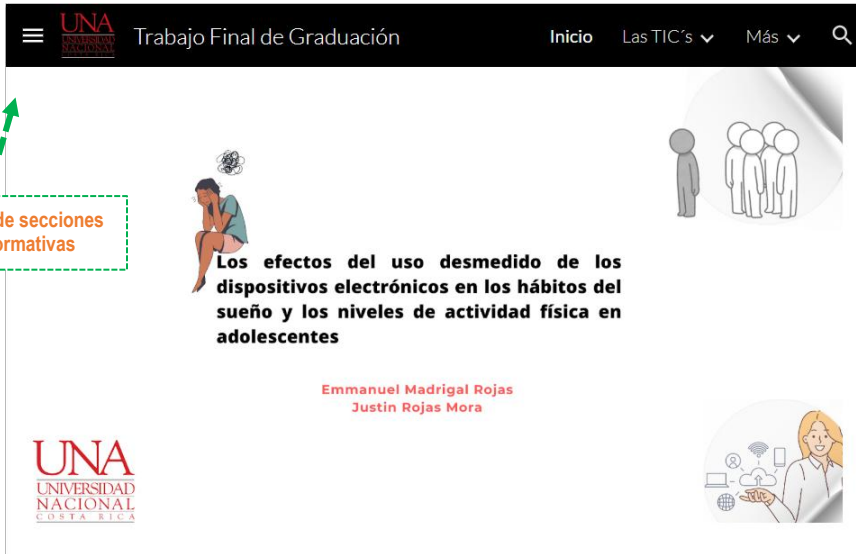 UNA
UNIVERSIDAD
NACIONAL
COSTA RICA
Trabajo Final de Graduación
Inicio
Las TIC´s
Más
de secciones
ormativas
Los efectos del uso desmedido de los
dispositivos electrónicos en los hábitos del
sueño y los niveles de actividad física en
adolescentes
Emmanuel Madrigal Rojas
Justin Rojas Mora
UNA
UNIVERSIDAD
NACIONAL
COSTA RICA